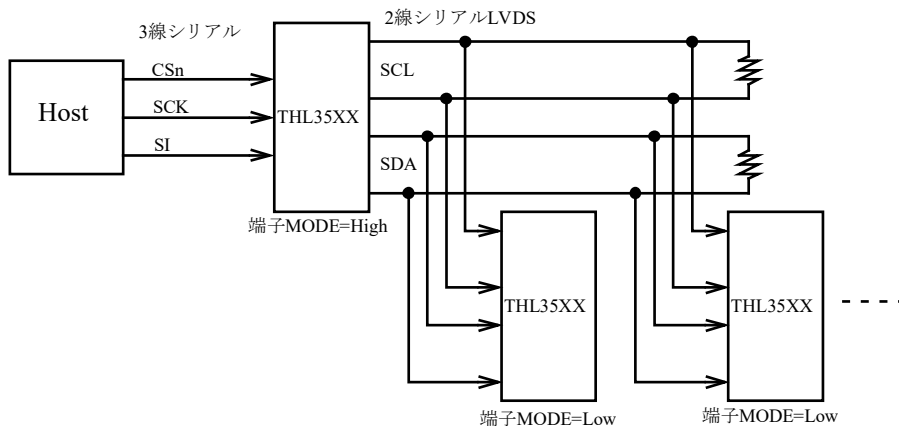 2線シリアルLVDS
3線シリアル
CSn
SCL
Host
SCK
THL35XX
SI
SDA
端子MODE=High
THL35XX
THL35XX
端子MODE=Low
端子MODE=Low